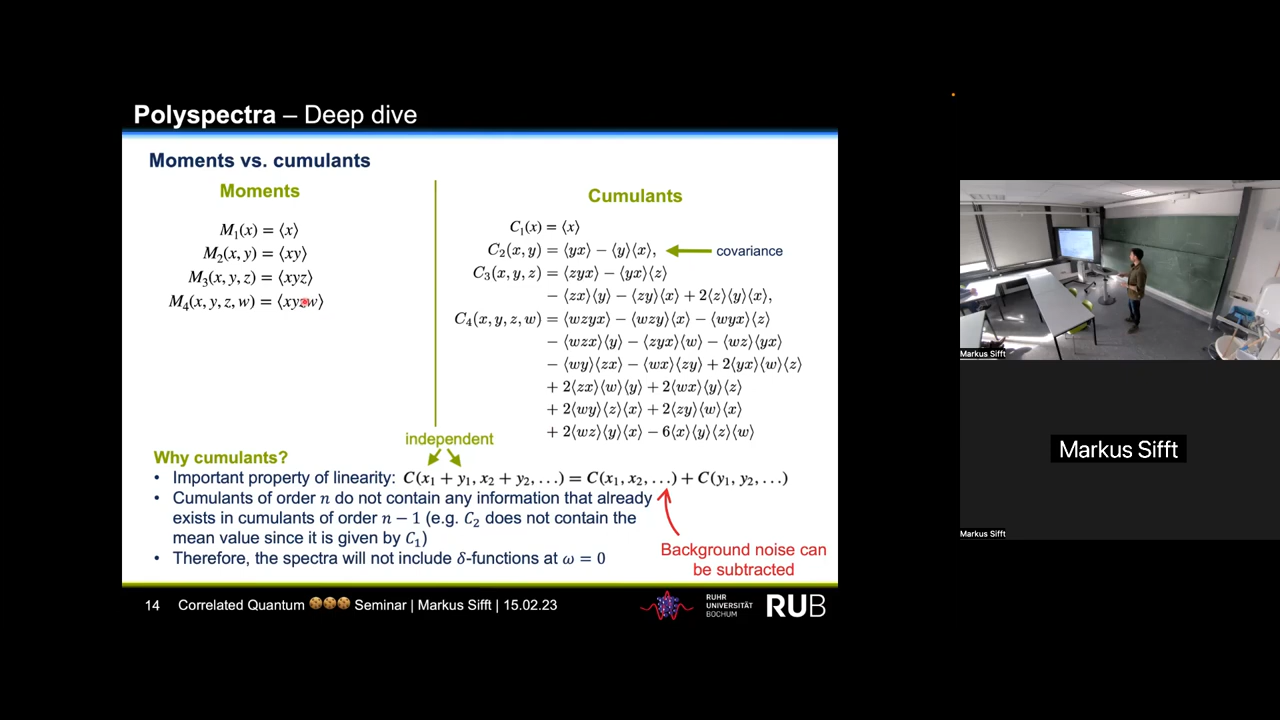 Polyspectra – Deep dive
Moments vs. cumulants
Moments
M₁(x) = ⟨x⟩
M₂(x, y) = ⟨xy⟩
M₃(x, y, z) = ⟨xyz⟩
M₄(x, y, z, w) = ⟨xyzw⟩
Cumulants
C₁(x) = ⟨x⟩
C₂(x, y) = ⟨yx⟩ − ⟨y⟩⟨x⟩,
covariance
C₃(x, y, z) = ⟨zyx⟩ − ⟨yx⟩⟨z⟩
− ⟨zx⟩⟨y⟩ − ⟨zy⟩⟨x⟩ + 2⟨z⟩⟨y⟩⟨x⟩,
C₄(x, y, z, w) = ⟨wzyx⟩ − ⟨wzy⟩⟨x⟩ − ⟨wyx⟩⟨z⟩
− ⟨wzx⟩⟨y⟩ − ⟨zyx⟩⟨w⟩ − ⟨wz⟩⟨yx⟩
− ⟨wy⟩⟨zx⟩ − ⟨wx⟩⟨zy⟩ + 2⟨yx⟩⟨w⟩⟨z⟩
+ 2⟨zx⟩⟨w⟩⟨y⟩ + 2⟨wx⟩⟨y⟩⟨z⟩
+ 2⟨wy⟩⟨z⟩⟨x⟩ + 2⟨zy⟩⟨w⟩⟨x⟩
+ 2⟨wz⟩⟨y⟩⟨x⟩ − 6⟨x⟩⟨y⟩⟨z⟩⟨w⟩
independent
Why cumulants?
• Important property of linearity: C(x₁ + y₁, x₂ + y₂, …) = C(x₁, x₂, …) + C(y₁, y₂, …)
• Cumulants of order n do not contain any information that already
exists in cumulants of order n − 1 (e.g. C₂ does not contain the
mean value since it is given by C₁)
• Therefore, the spectra will not include δ-functions at ω = 0
Background noise can
be subtracted
14 Correlated Quantum 🍪🍪🍪 Seminar | Markus Sifft | 15.02.23
RUHR
UNIVERSITÄT
BOCHUM
RUB
Markus Sifft
Markus Sifft
Markus Sifft